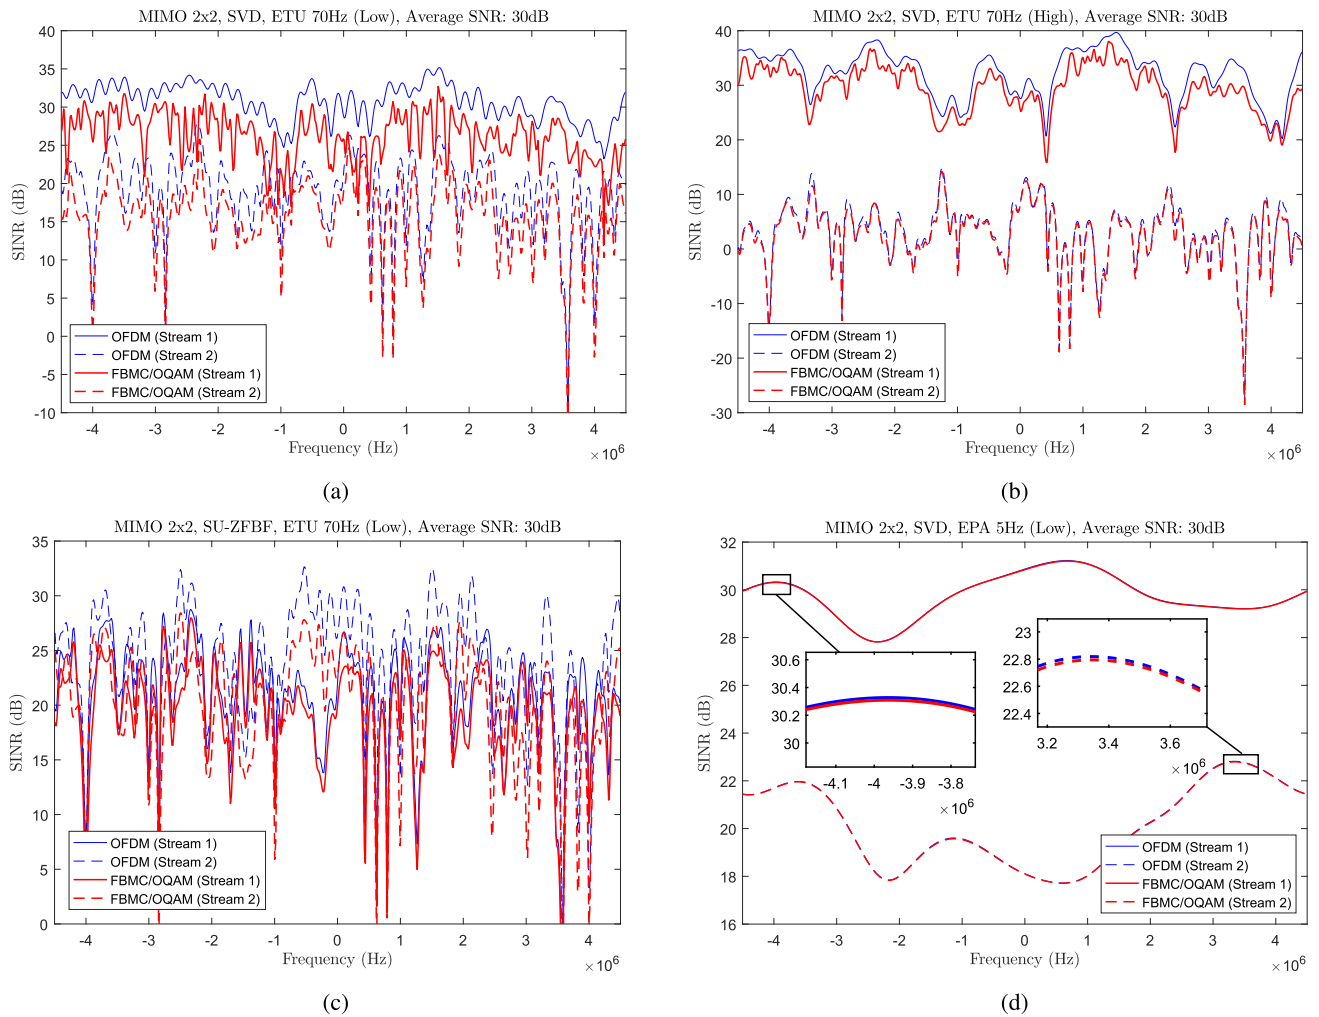 MIMO 2x2, SVD, ETU 70Hz (Low), Average SNR: 30dB
40
35
30
25
20
15
10
5
0
-5
-10
SINR (dB)
OFDM (Stream 1)
OFDM (Stream 2)
FBMC/OQAM (Stream 1)
FBMC/OQAM (Stream 2)
-4 -3 -2 -1 0 1 2 3 4
Frequency (Hz)
×10^6
(a)
MIMO 2x2, SVD, ETU 70Hz (High), Average SNR: 30dB
40
30
20
10
0
-10
-20
-30
SINR (dB)
OFDM (Stream 1)
OFDM (Stream 2)
FBMC/OQAM (Stream 1)
FBMC/OQAM (Stream 2)
-4 -3 -2 -1 0 1 2 3 4
Frequency (Hz)
×10^6
(b)
MIMO 2x2, SU-ZFBF, ETU 70Hz (Low), Average SNR: 30dB
35
30
25
20
15
10
5
0
SINR (dB)
OFDM (Stream 1)
OFDM (Stream 2)
FBMC/OQAM (Stream 1)
FBMC/OQAM (Stream 2)
-4 -3 -2 -1 0 1 2 3 4
Frequency (Hz)
×10^6
(c)
MIMO 2x2, SVD, EPA 5Hz (Low), Average SNR: 30dB
32
30
28
26
24
22
20
18
16
SINR (dB)
30.6
30.4
30.2
30
-4.1 -4 -3.9 -3.8
×10^6
23
22.8
22.6
22.4
3.2 3.4 3.6
×10^6
OFDM (Stream 1)
OFDM (Stream 2)
FBMC/OQAM (Stream 1)
FBMC/OQAM (Stream 2)
-4 -3 -2 -1 0 1 2 3 4
Frequency (Hz)
×10^6
(d)